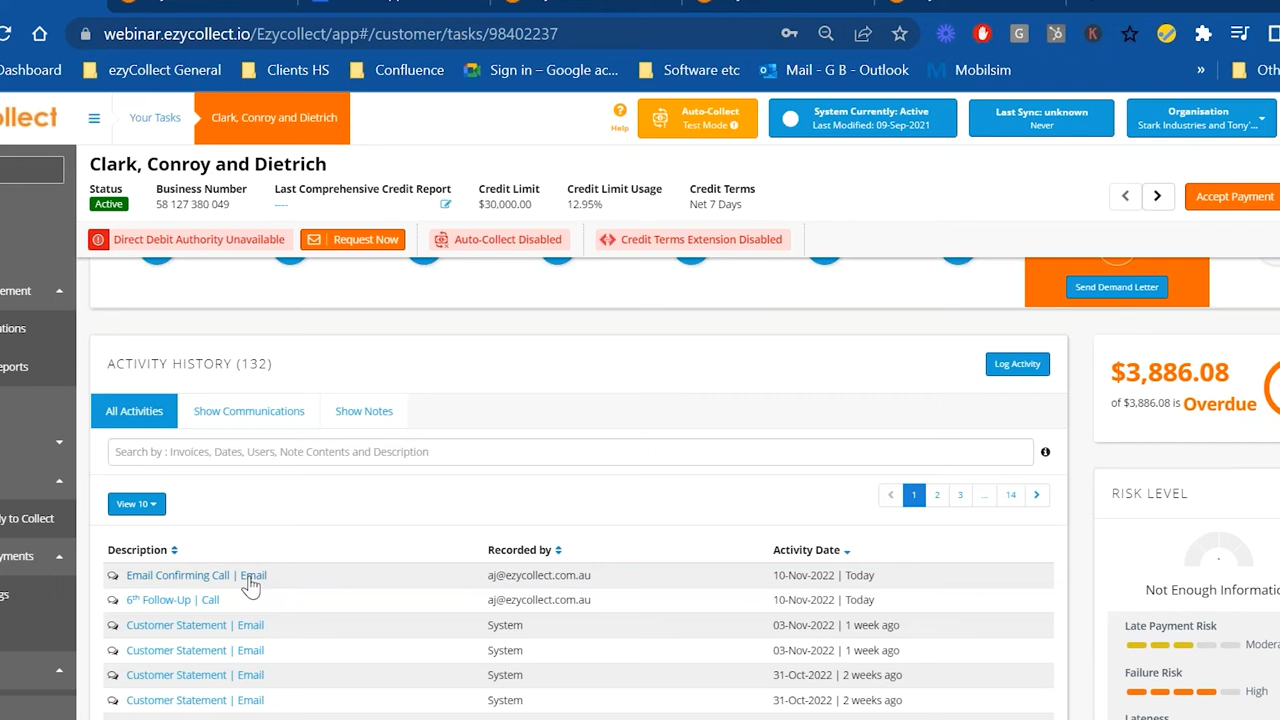 webinar.ezycollect.io/Ezycollect/app#/customer/tasks/98402237
Dashboard
ezyCollect General
Clients HS
Confluence
Sign in – Google ac...
Software etc
Mail - G B - Outlook
Mobilsim
»
Oth
ollect
Your Tasks
Clark, Conroy and Dietrich
Help
Auto-Collect
Test Mode
System Currently: Active
Last Modified: 09-Sep-2021
Last Sync: unknown
Never
Organisation
Stark Industries and Tony'...
Clark, Conroy and Dietrich
Status
Active
Business Number
58 127 380 049
Last Comprehensive Credit Report
----
Credit Limit
$30,000.00
Credit Limit Usage
12.95%
Credit Terms
Net 7 Days
Accept Payment
Direct Debit Authority Unavailable
Request Now
Auto-Collect Disabled
Credit Terms Extension Disabled
Send Demand Letter
ement
ations
eports
y to Collect
yments
gs
ACTIVITY HISTORY (132)
Log Activity
All Activities
Show Communications
Show Notes
Search by : Invoices, Dates, Users, Note Contents and Description
View 10
1
2
3
...
14
Description
Recorded by
Activity Date
Email Confirming Call | Email
aj@ezycollect.com.au
10-Nov-2022 | Today
6th Follow-Up | Call
aj@ezycollect.com.au
10-Nov-2022 | Today
Customer Statement | Email
System
03-Nov-2022 | 1 week ago
Customer Statement | Email
System
03-Nov-2022 | 1 week ago
Customer Statement | Email
System
31-Oct-2022 | 2 weeks ago
Customer Statement | Email
System
31-Oct-2022 | 2 weeks ago
$3,886.08
of $3,886.08 is Overdue
RISK LEVEL
Not Enough Informatio
Late Payment Risk
Modera
Failure Risk
High
Lateness